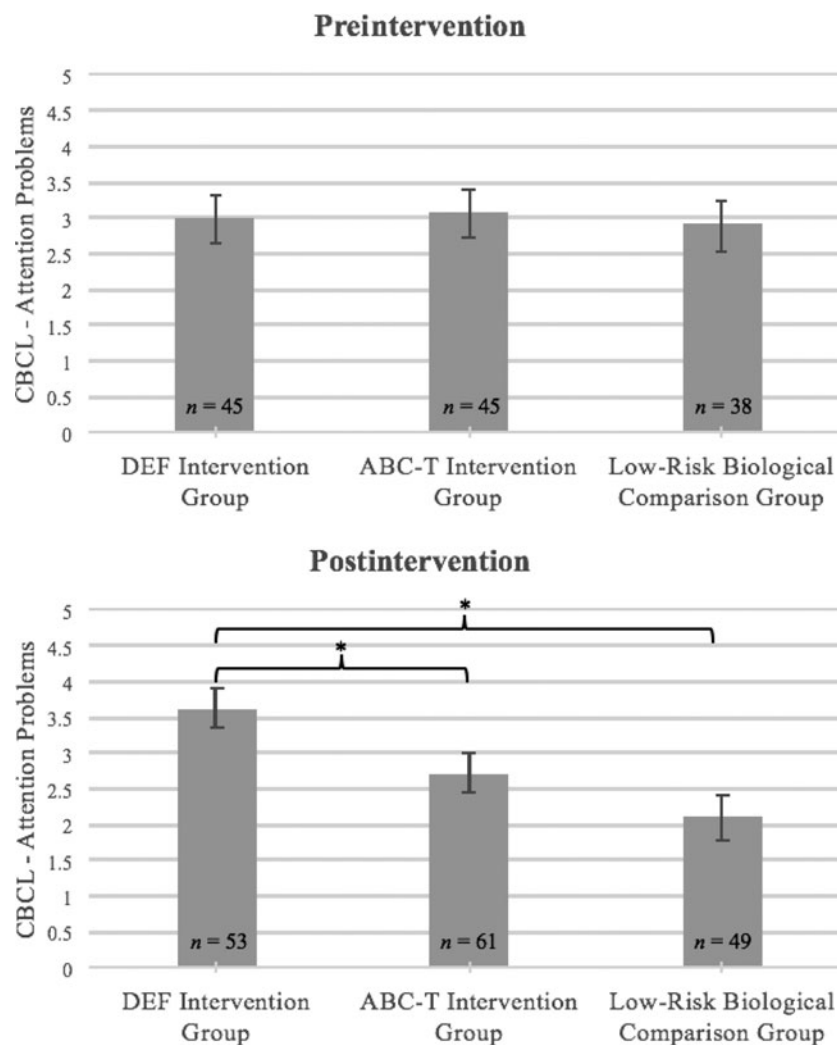 Preintervention
CBCL - Attention Problems
5
4.5
4
3.5
3
2.5
2
1.5
1
0.5
0
n = 45
n = 45
n = 38
DEF Intervention
Group
ABC-T Intervention
Group
Low-Risk Biological
Comparison Group
Postintervention
CBCL - Attention Problems
5
4.5
4
3.5
3
2.5
2
1.5
1
0.5
0
*
*
n = 53
n = 61
n = 49
DEF Intervention
Group
ABC-T Intervention
Group
Low-Risk Biological
Comparison Group